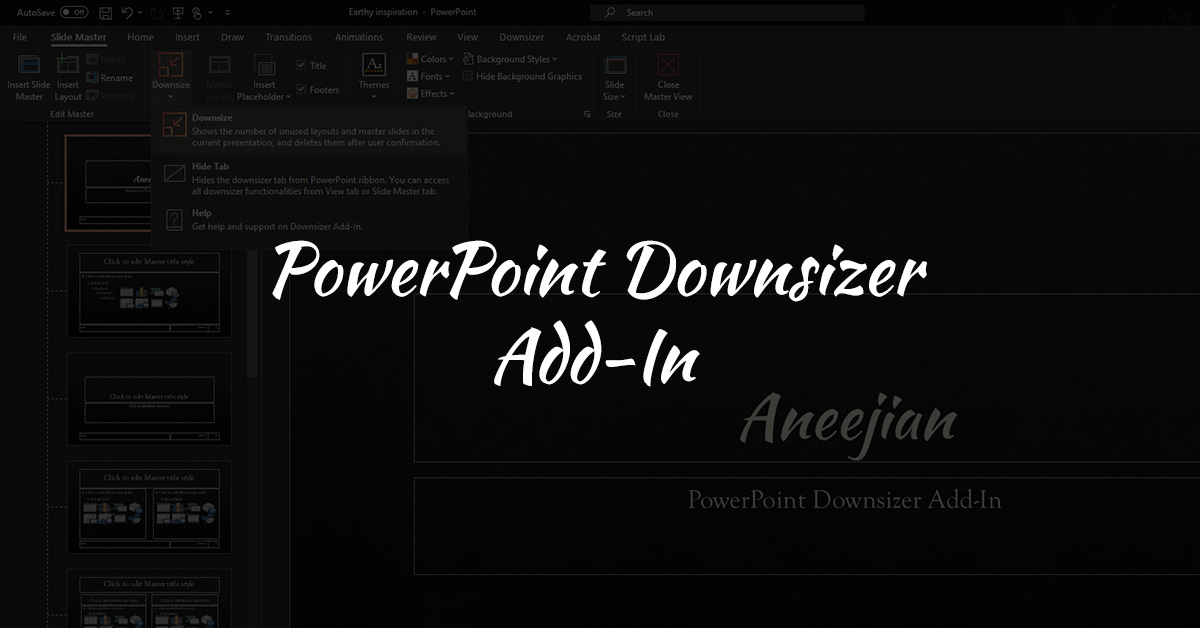 AutoSave Off
Earthy inspiration - PowerPoint
Search
File Slide Master Home Insert Draw Transitions Animations Review View Downsizer Acrobat Script Lab
Insert Slide Master
Insert Layout
Delete
Rename
Preserve
Edit Master
Downsize
Master Layout
Insert Placeholder
Title
Footers
Themes
Colors
Fonts
Effects
Background Styles
Hide Background Graphics
Background
Slide Size
Size
Close Master View
Close
Downsize
Shows the number of unused layouts and master slides in the
current presentation, and deletes them after user confirmation.
Hide Tab
Hides the downsizer tab from PowerPoint ribbon. You can access
all downsizer functionalities from View tab or Slide Master tab.
Help
Get help and support on Downsizer Add-In.
PowerPoint Downsizer
Add-In
Aneejian
PowerPoint Downsizer Add-In
Click to edit Master title style
Click to edit Master title style
Click to edit Master title style
Click to edit Master title style